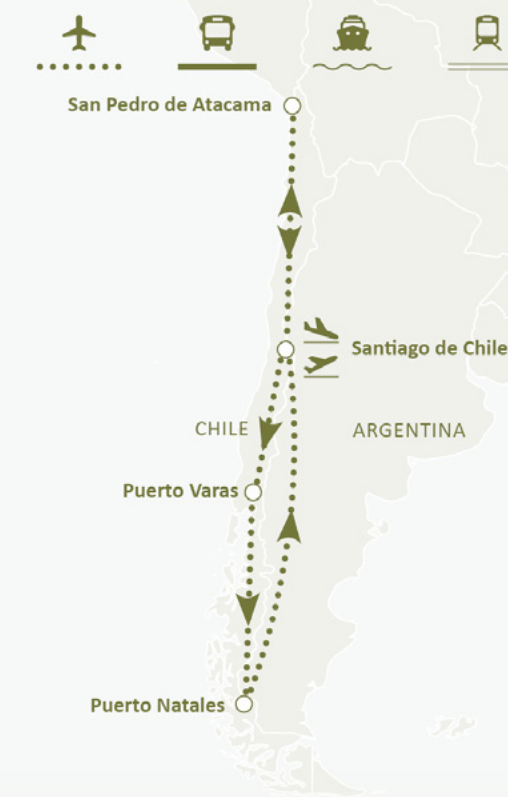 San Pedro de Atacama
Santiago de Chile
CHILE
ARGENTINA
Puerto Varas
Puerto Natales